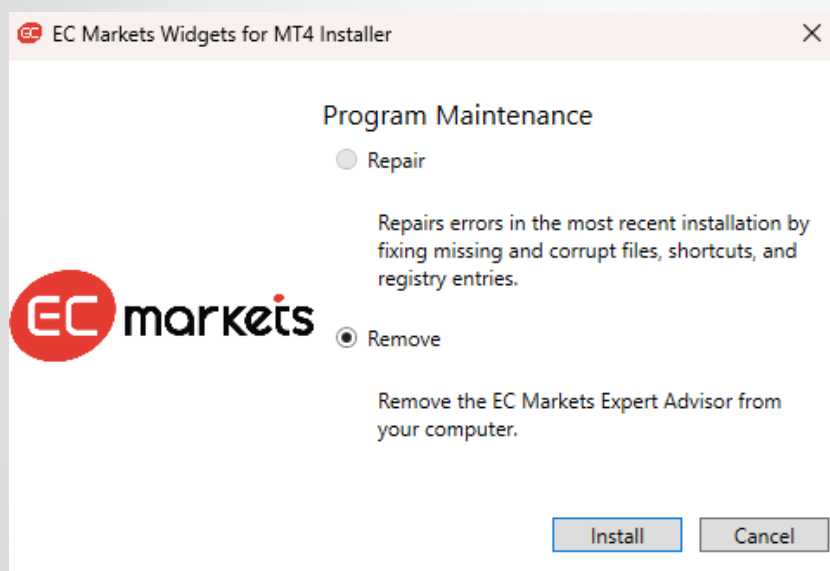 EC EC Markets Widgets for MT4 Installer
Program Maintenance
Repair
Repairs errors in the most recent installation by
fixing missing and corrupt files, shortcuts, and
registry entries.
EC markets
Remove
Remove the EC Markets Expert Advisor from
your computer.
Install Cancel